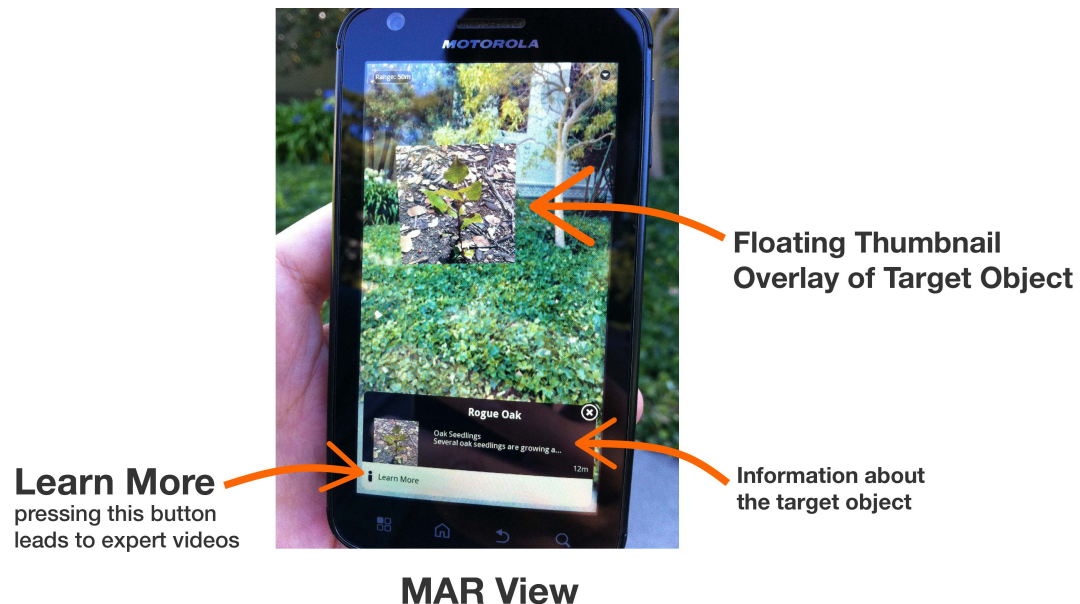 MOTOROLA
Range: 50m
Floating Thumbnail
Overlay of Target Object
Rogue Oak
Oak Seedlings
Several oak seedlings are growing a...
12m
Learn More
Learn More
pressing this button
leads to expert videos
Information about
the target object
MAR View